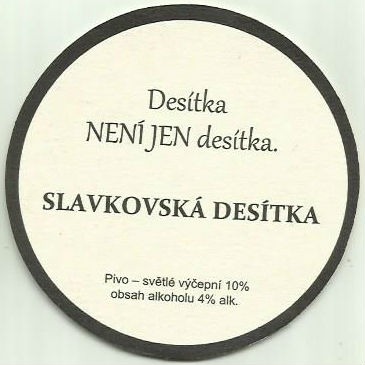 Desítka
NENÍ JEN desítka.
SLAVKOVSKÁ DESÍTKA
Pivo – světlé výčepní 10%
obsah alkoholu 4% alk.